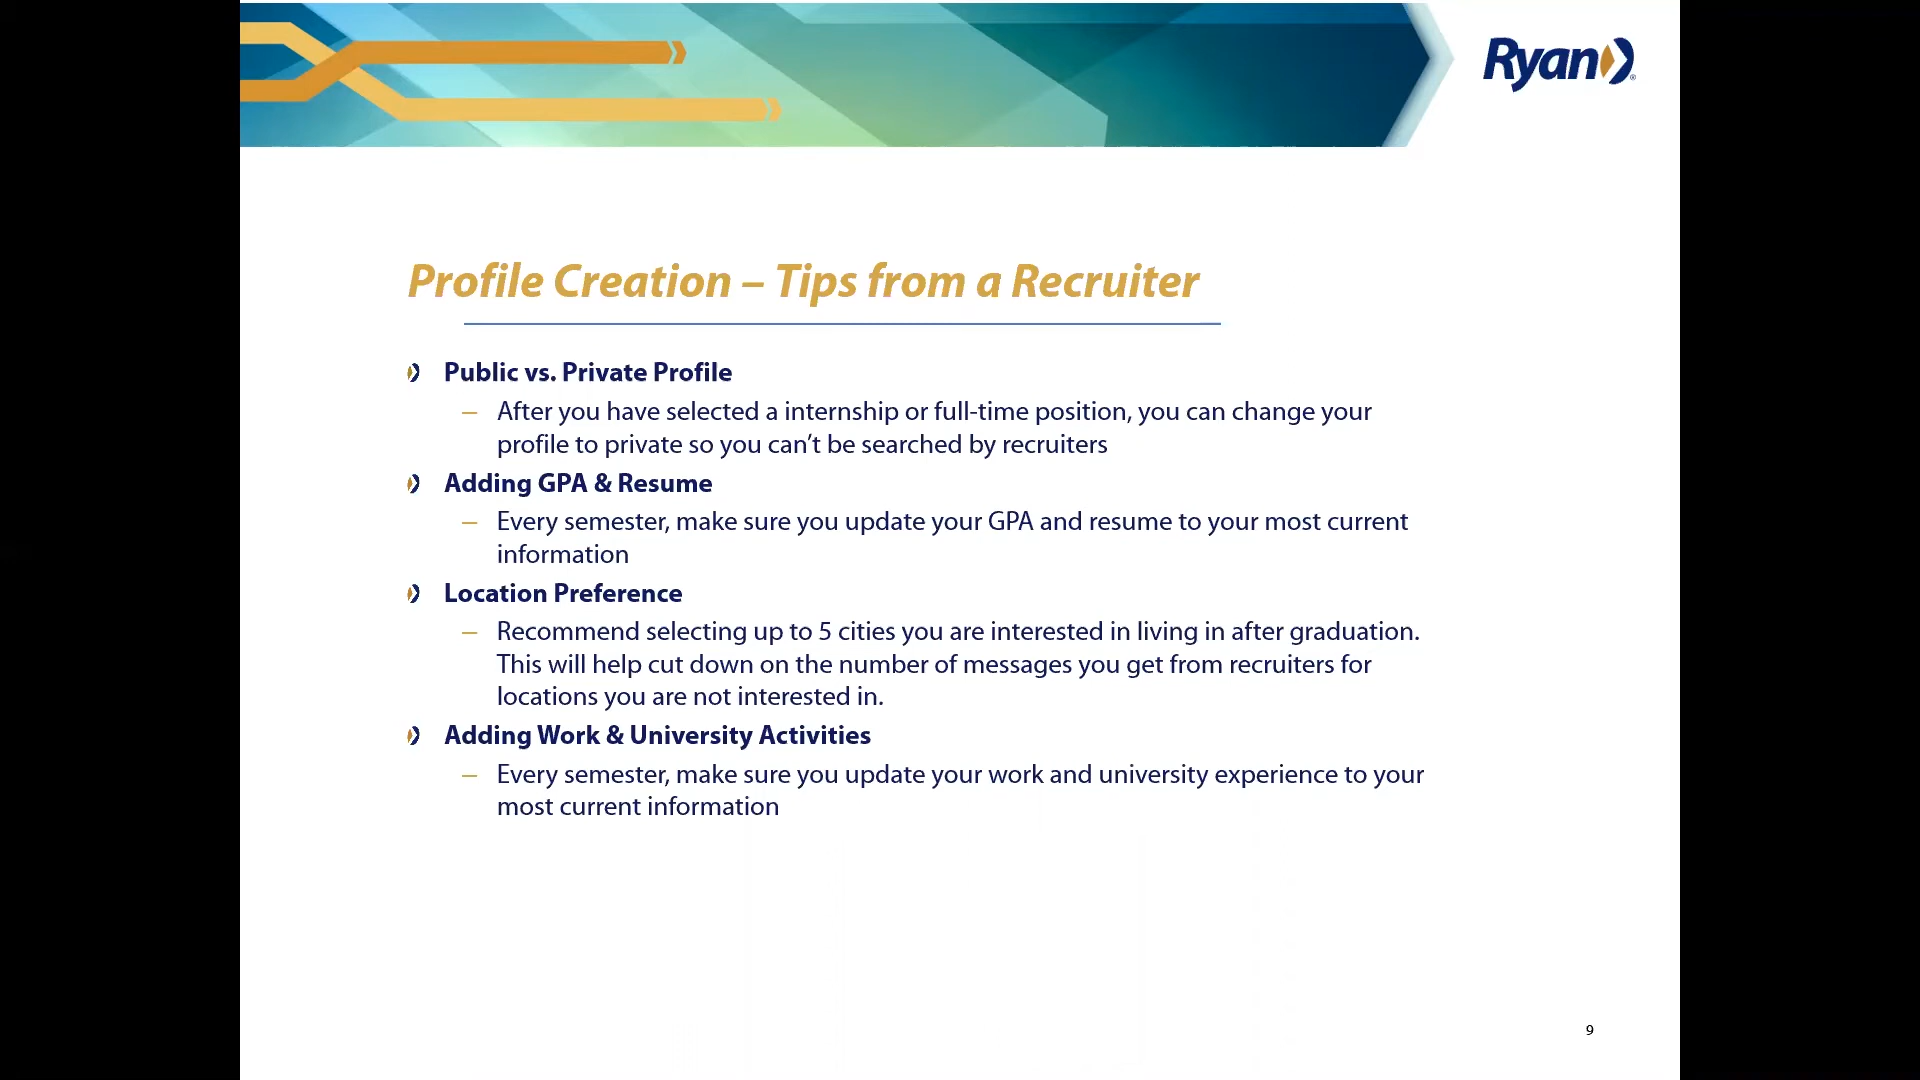 Ryan
Profile Creation – Tips from a Recruiter
Public vs. Private Profile
– After you have selected a internship or full-time position, you can change your
profile to private so you can’t be searched by recruiters
Adding GPA & Resume
– Every semester, make sure you update your GPA and resume to your most current
information
Location Preference
– Recommend selecting up to 5 cities you are interested in living in after graduation.
This will help cut down on the number of messages you get from recruiters for
locations you are not interested in.
Adding Work & University Activities
– Every semester, make sure you update your work and university experience to your
most current information
9